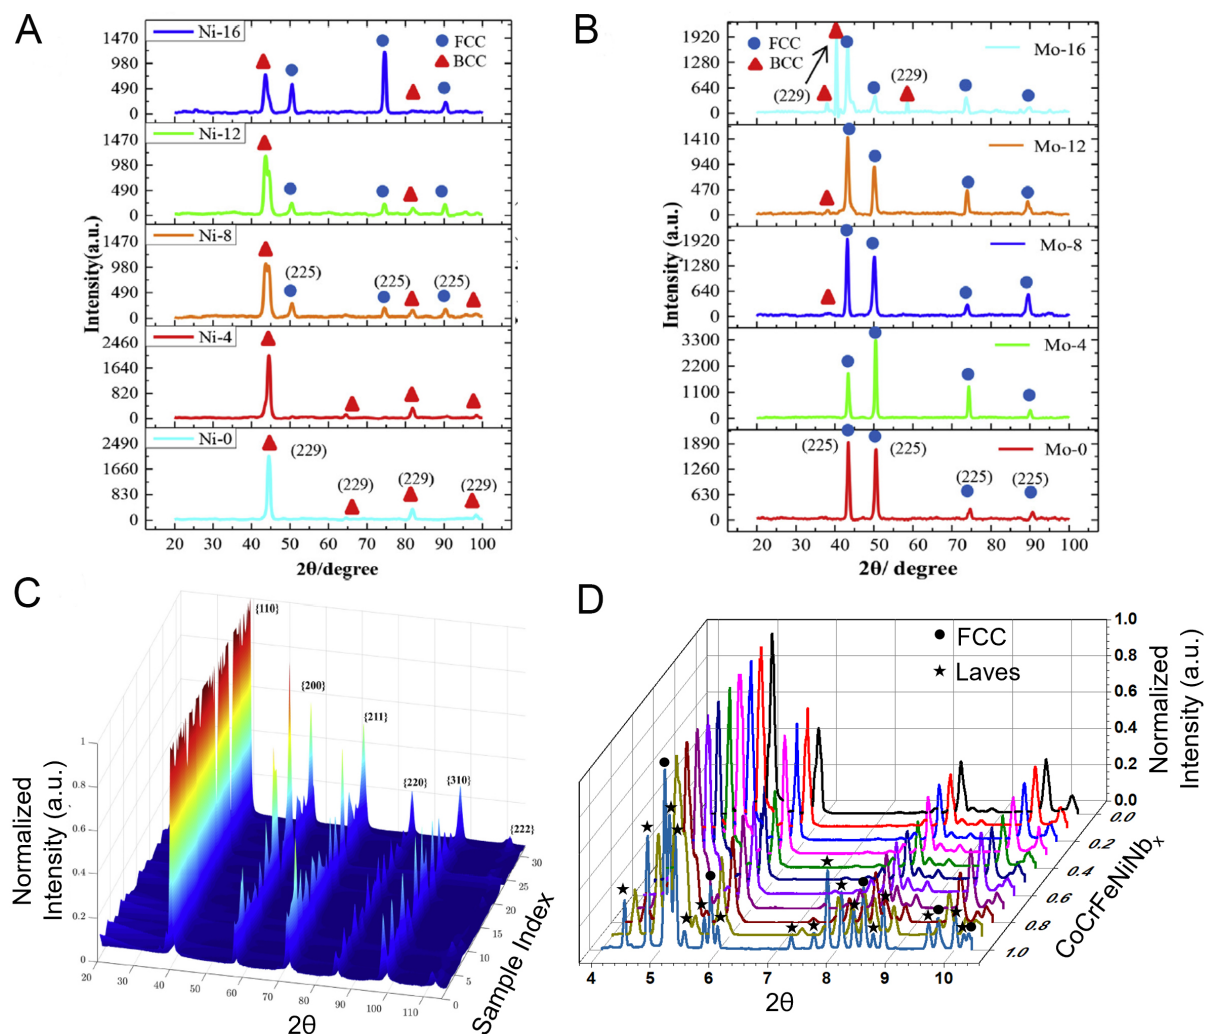 A
Intensity(a.u.)
Ni-16
FCC
BCC
1470
980
490
0
Ni-12
1470
980
490
0
Ni-8
(225)
(225)
(225)
1470
980
490
0
Ni-4
2460
1640
820
0
Ni-0
(229)
(229)
(229)
(229)
2490
1660
830
0
20 30 40 50 60 70 80 90 100
2θ/degree
B
Intensity (a.u.)
FCC
BCC
Mo-16
(229)
(229)
1920
1280
640
0
Mo-12
1410
940
470
0
Mo-8
1920
1280
640
0
Mo-4
3300
2200
1100
0
Mo-0
(225)
(225)
(225)
(225)
1890
1260
630
0
20 30 40 50 60 70 80 90 100
2θ/ degree
C
Normalized
Intensity (a.u.)
{110}
{200}
{211}
{220}
{310}
{222}
1
0.8
0.6
0.4
0.2
0
20 30 40 50 60 70 80 90 100 110
2θ
0
5
10
15
20
25
30
Sample Index
D
FCC
Laves
Normalized
Intensity (a.u.)
1.0
0.8
0.6
0.4
0.2
0.0
0.0
0.2
0.4
0.6
0.8
1.0
CoCrFeNiNbx
4 5 6 7 8 9 10
2θ